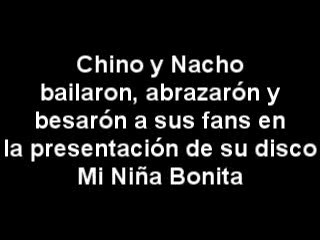 Chino y Nacho
bailaron, abrazarón y
besarón a sus fans en
la presentación de su disco
Mi Niña Bonita